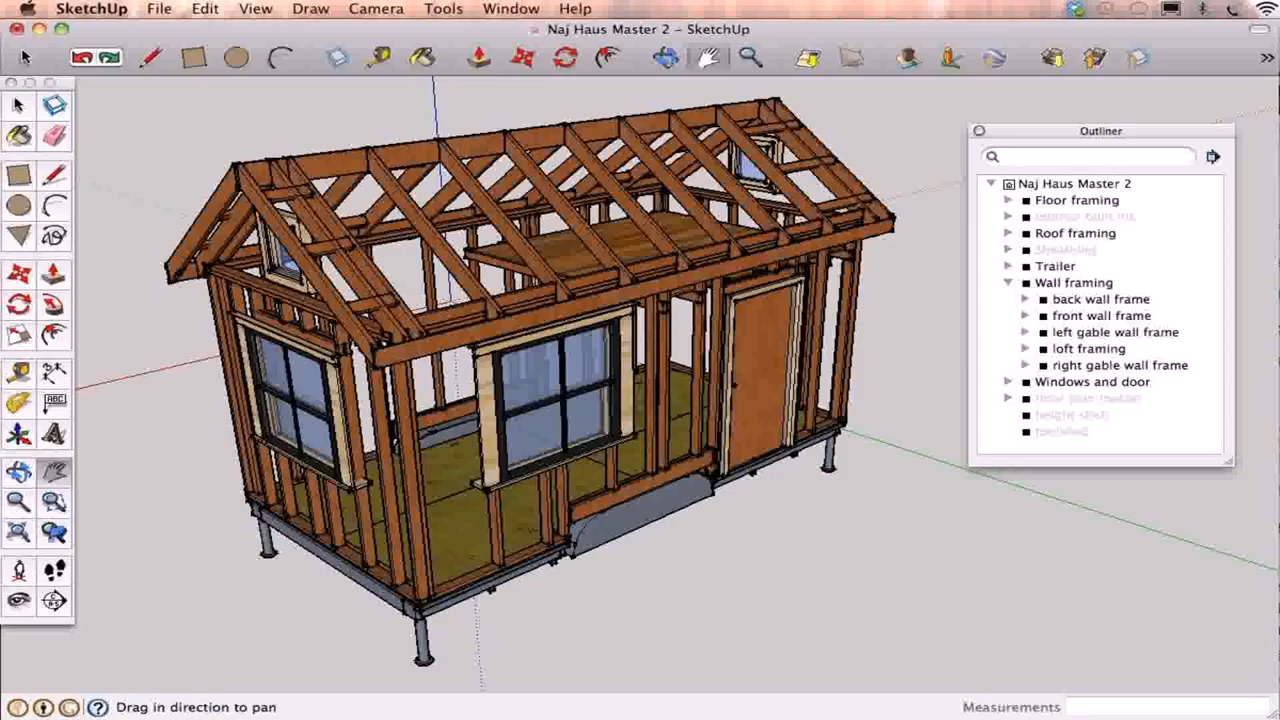 SketchUp File Edit View Draw Camera Tools Window Help
Naj Haus Master 2 – SketchUp
Outliner
Naj Haus Master 2
Floor framing
Roof framing
Sheathing
Trailer
Wall framing
back wall frame
front wall frame
left gable wall frame
loft framing
right gable wall frame
Windows and door
ABC
Drag in direction to pan
Measurements